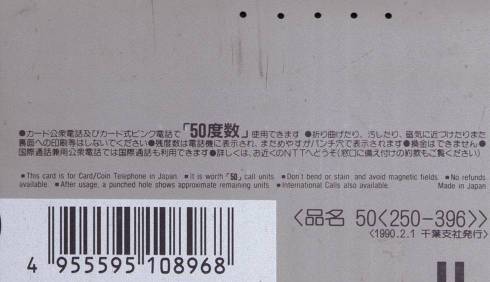 ●カード公衆電話及びカード式ピンク電話で「50度数」使用できます ●折り曲げたり、汚したり、磁気に近づけたりまた
裏面への印刷等はしないでください●残度数は電話機に表示され、まためやすがパンチ穴で表示されます●換金はできません●
国際通話兼用公衆電話では国際通話も利用できます●詳しくは、お近くのNTTへどうぞ(窓口に備え付けの約款もご覧ください)
■This card is for Card/Coin Telephone in Japan. ■it is worth「50」call units ■Don't bend or stain and avoid magnetic fields. ■No refunds
available. ■After usage, a punched hole shows approximate remaining units ■International Calls also available. Made in Japan
〈品名 50〈250-396〉〉
〈1990.2.1 千葉支社発行〉
4 955595 108968